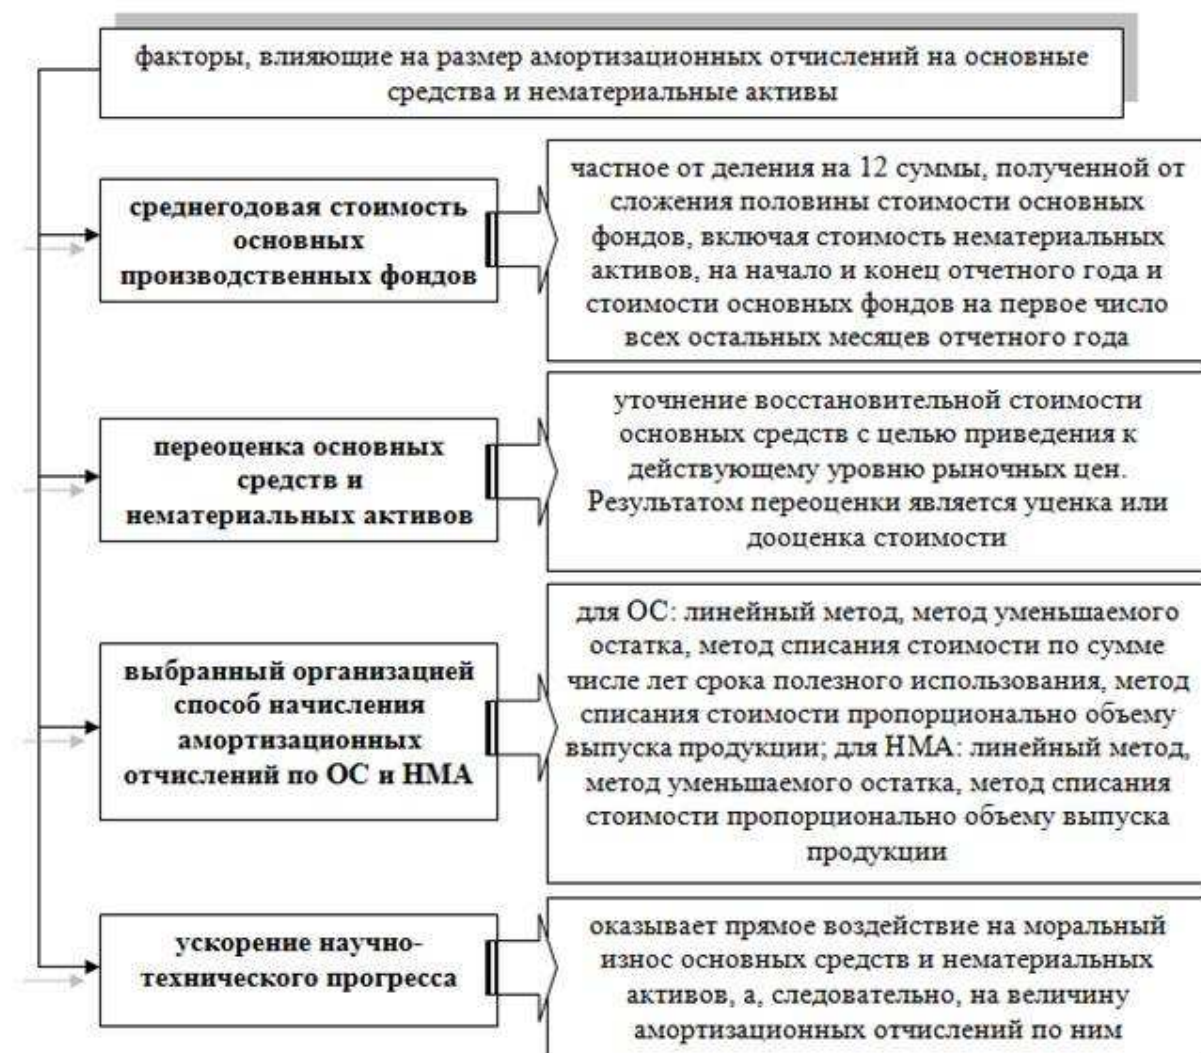 факторы, влияющие на размер амортизационных отчислений на основные
средства и нематериальные активы
среднегодовая стоимость
основных
производственных фондов
частное от деления на 12 суммы, полученной от
сложения половины стоимости основных
фондов, включая стоимость нематериальных
активов, на начало и конец отчетного года и
стоимости основных фондов на первое число
всех остальных месяцев отчетного года
переоценка основных
средств и
нематериальных активов
уточнение восстановительной стоимости
основных средств с целью приведения к
действующему уровню рыночных цен.
Результатом переоценки является уценка или
дооценка стоимости
выбранный организацией
способ начисления
амортизационных
отчислений по ОС и НМА
для ОС: линейный метод, метод уменьшаемого
остатка, метод списания стоимости по сумме
числе лет срока полезного использования, метод
списания стоимости пропорционально объему
выпуска продукции; для НМА: линейный метод,
метод уменьшаемого остатка, метод списания
стоимости пропорционально объему выпуска
продукции
ускорение научно-
технического прогресса
оказывает прямое воздействие на моральный
износ основных средств и нематериальных
активов, а, следовательно, на величину
амортизационных отчислений по ним